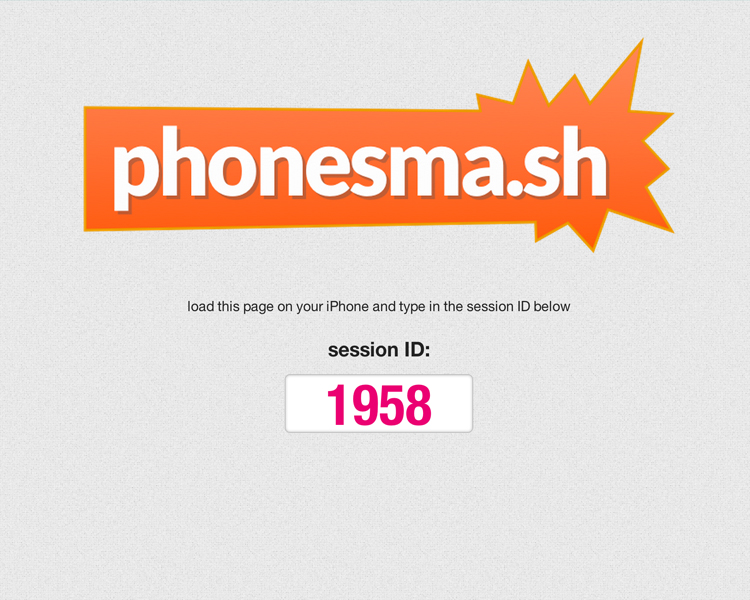 phonesma.sh
load this page on your iPhone and type in the session ID below
session ID:
1958